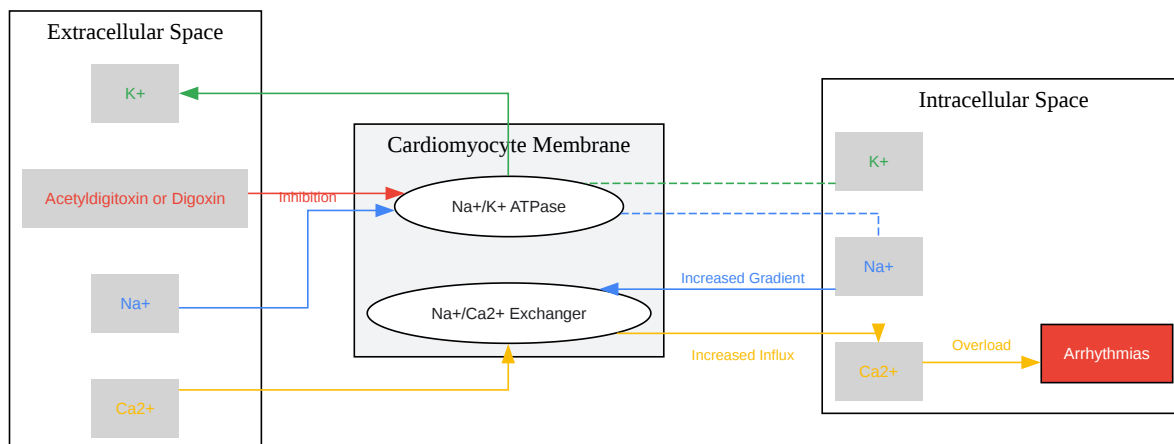 Extracellular Space
K+
Acetyldigitoxin or Digoxin
Na+
Ca2+
Inhibition
Cardiomyocyte Membrane
Na+/K+ ATPase
Na+/Ca2+ Exchanger
Increased Gradient
Increased Influx
Intracellular Space
K+
Na+
Ca2+
Overload
Arrhythmias